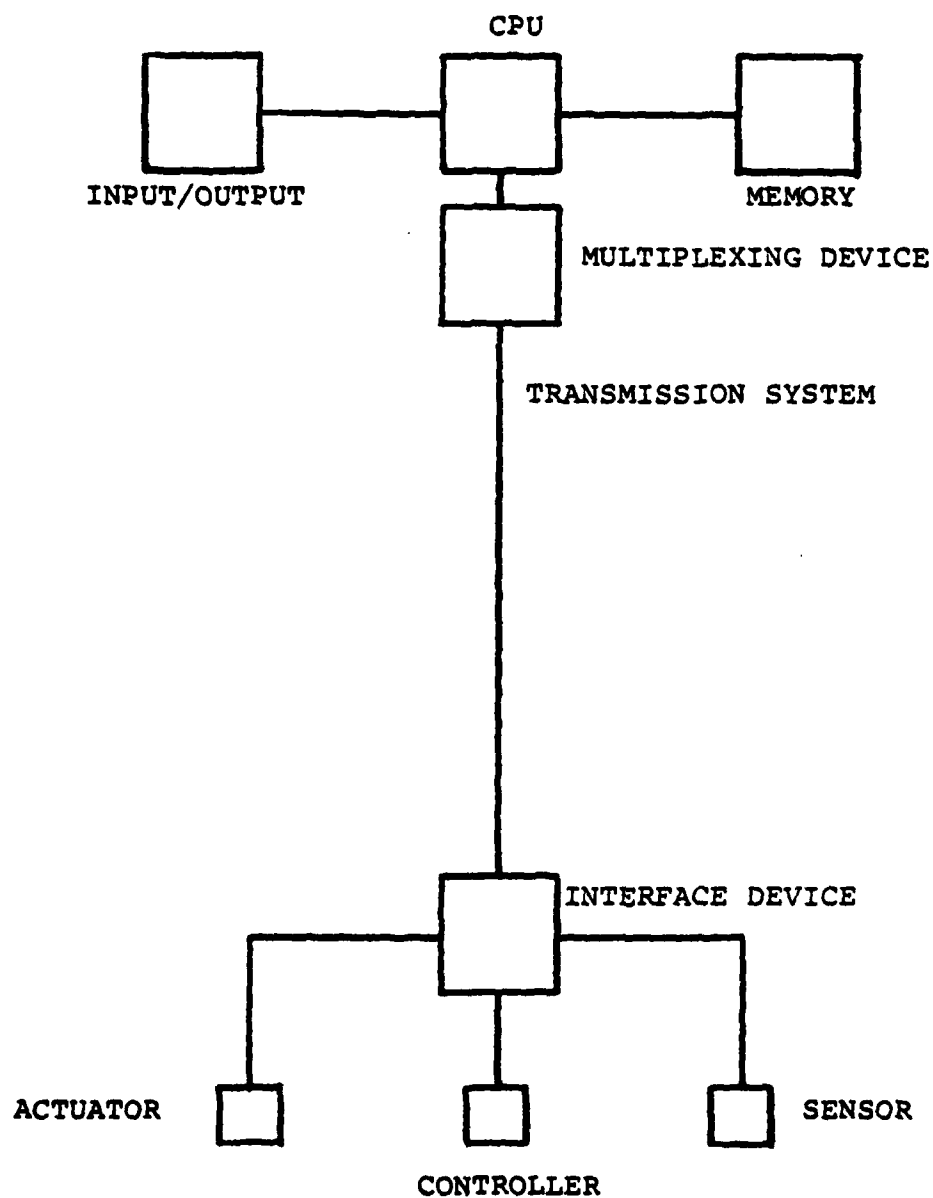 CPU
INPUT/OUTPUT
MEMORY
MULTIPLEXING DEVICE
TRANSMISSION SYSTEM
INTERFACE DEVICE
ACTUATOR
SENSOR
CONTROLLER